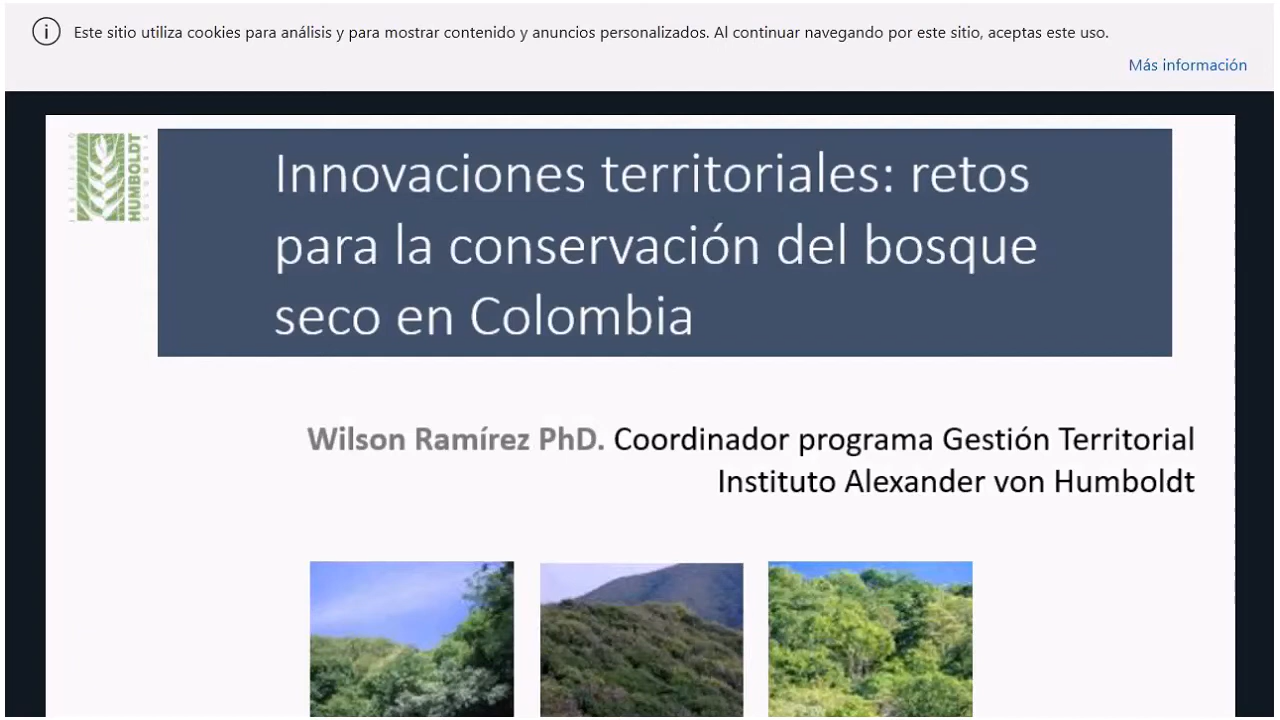 Este sitio utiliza cookies para análisis y para mostrar contenido y anuncios personalizados. Al continuar navegando por este sitio, aceptas este uso.
Más información
INSTITUTO
HUMBOLDT
COLOMBIA
Innovaciones territoriales: retos
para la conservación del bosque
seco en Colombia
Wilson Ramírez PhD. Coordinador programa Gestión Territorial
Instituto Alexander von Humboldt